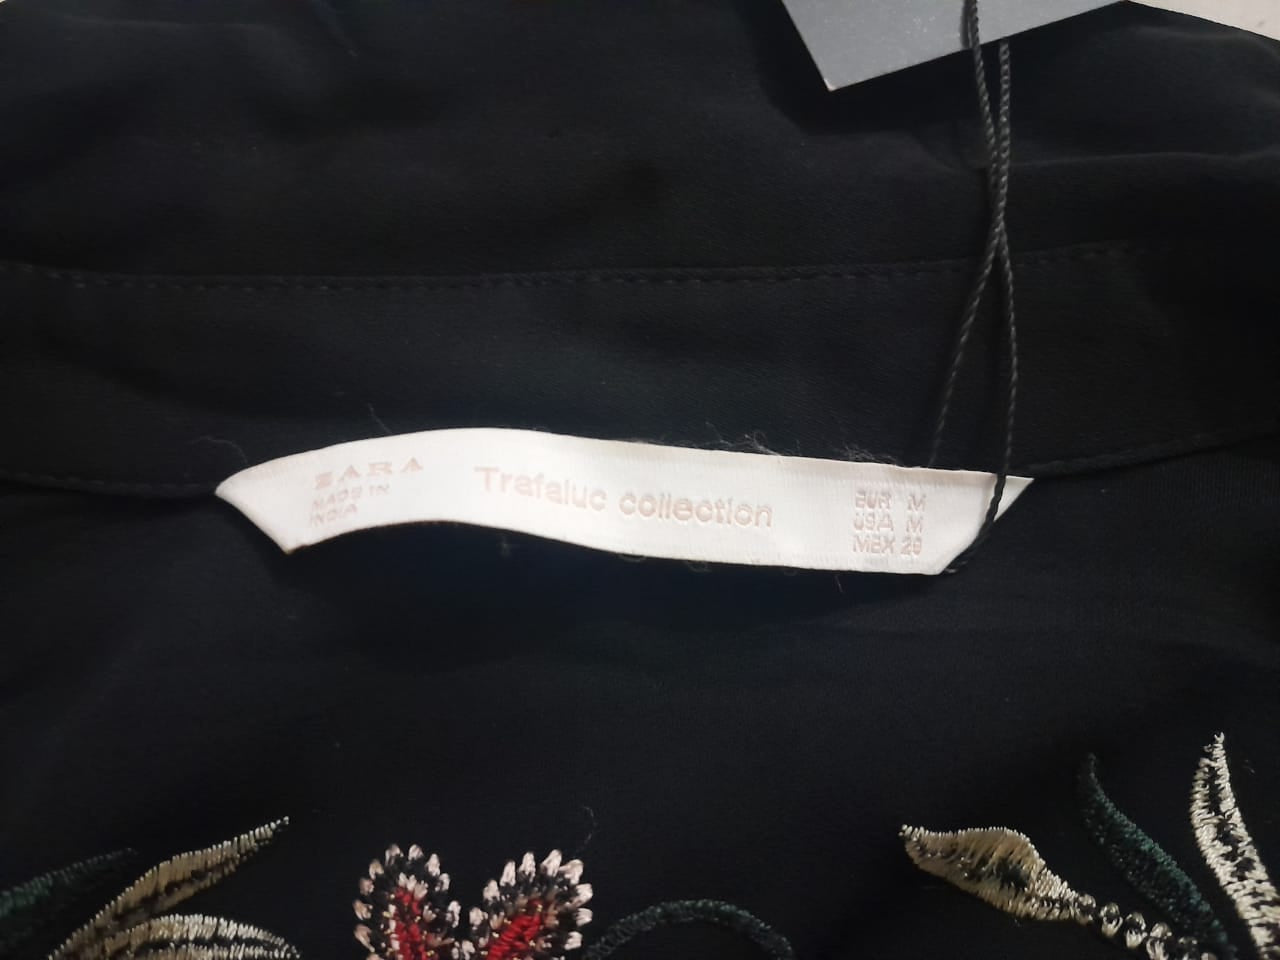 ZARA
MADE IN
INDIA
Trafaluc collection
EUR M
USA M
MEX 28